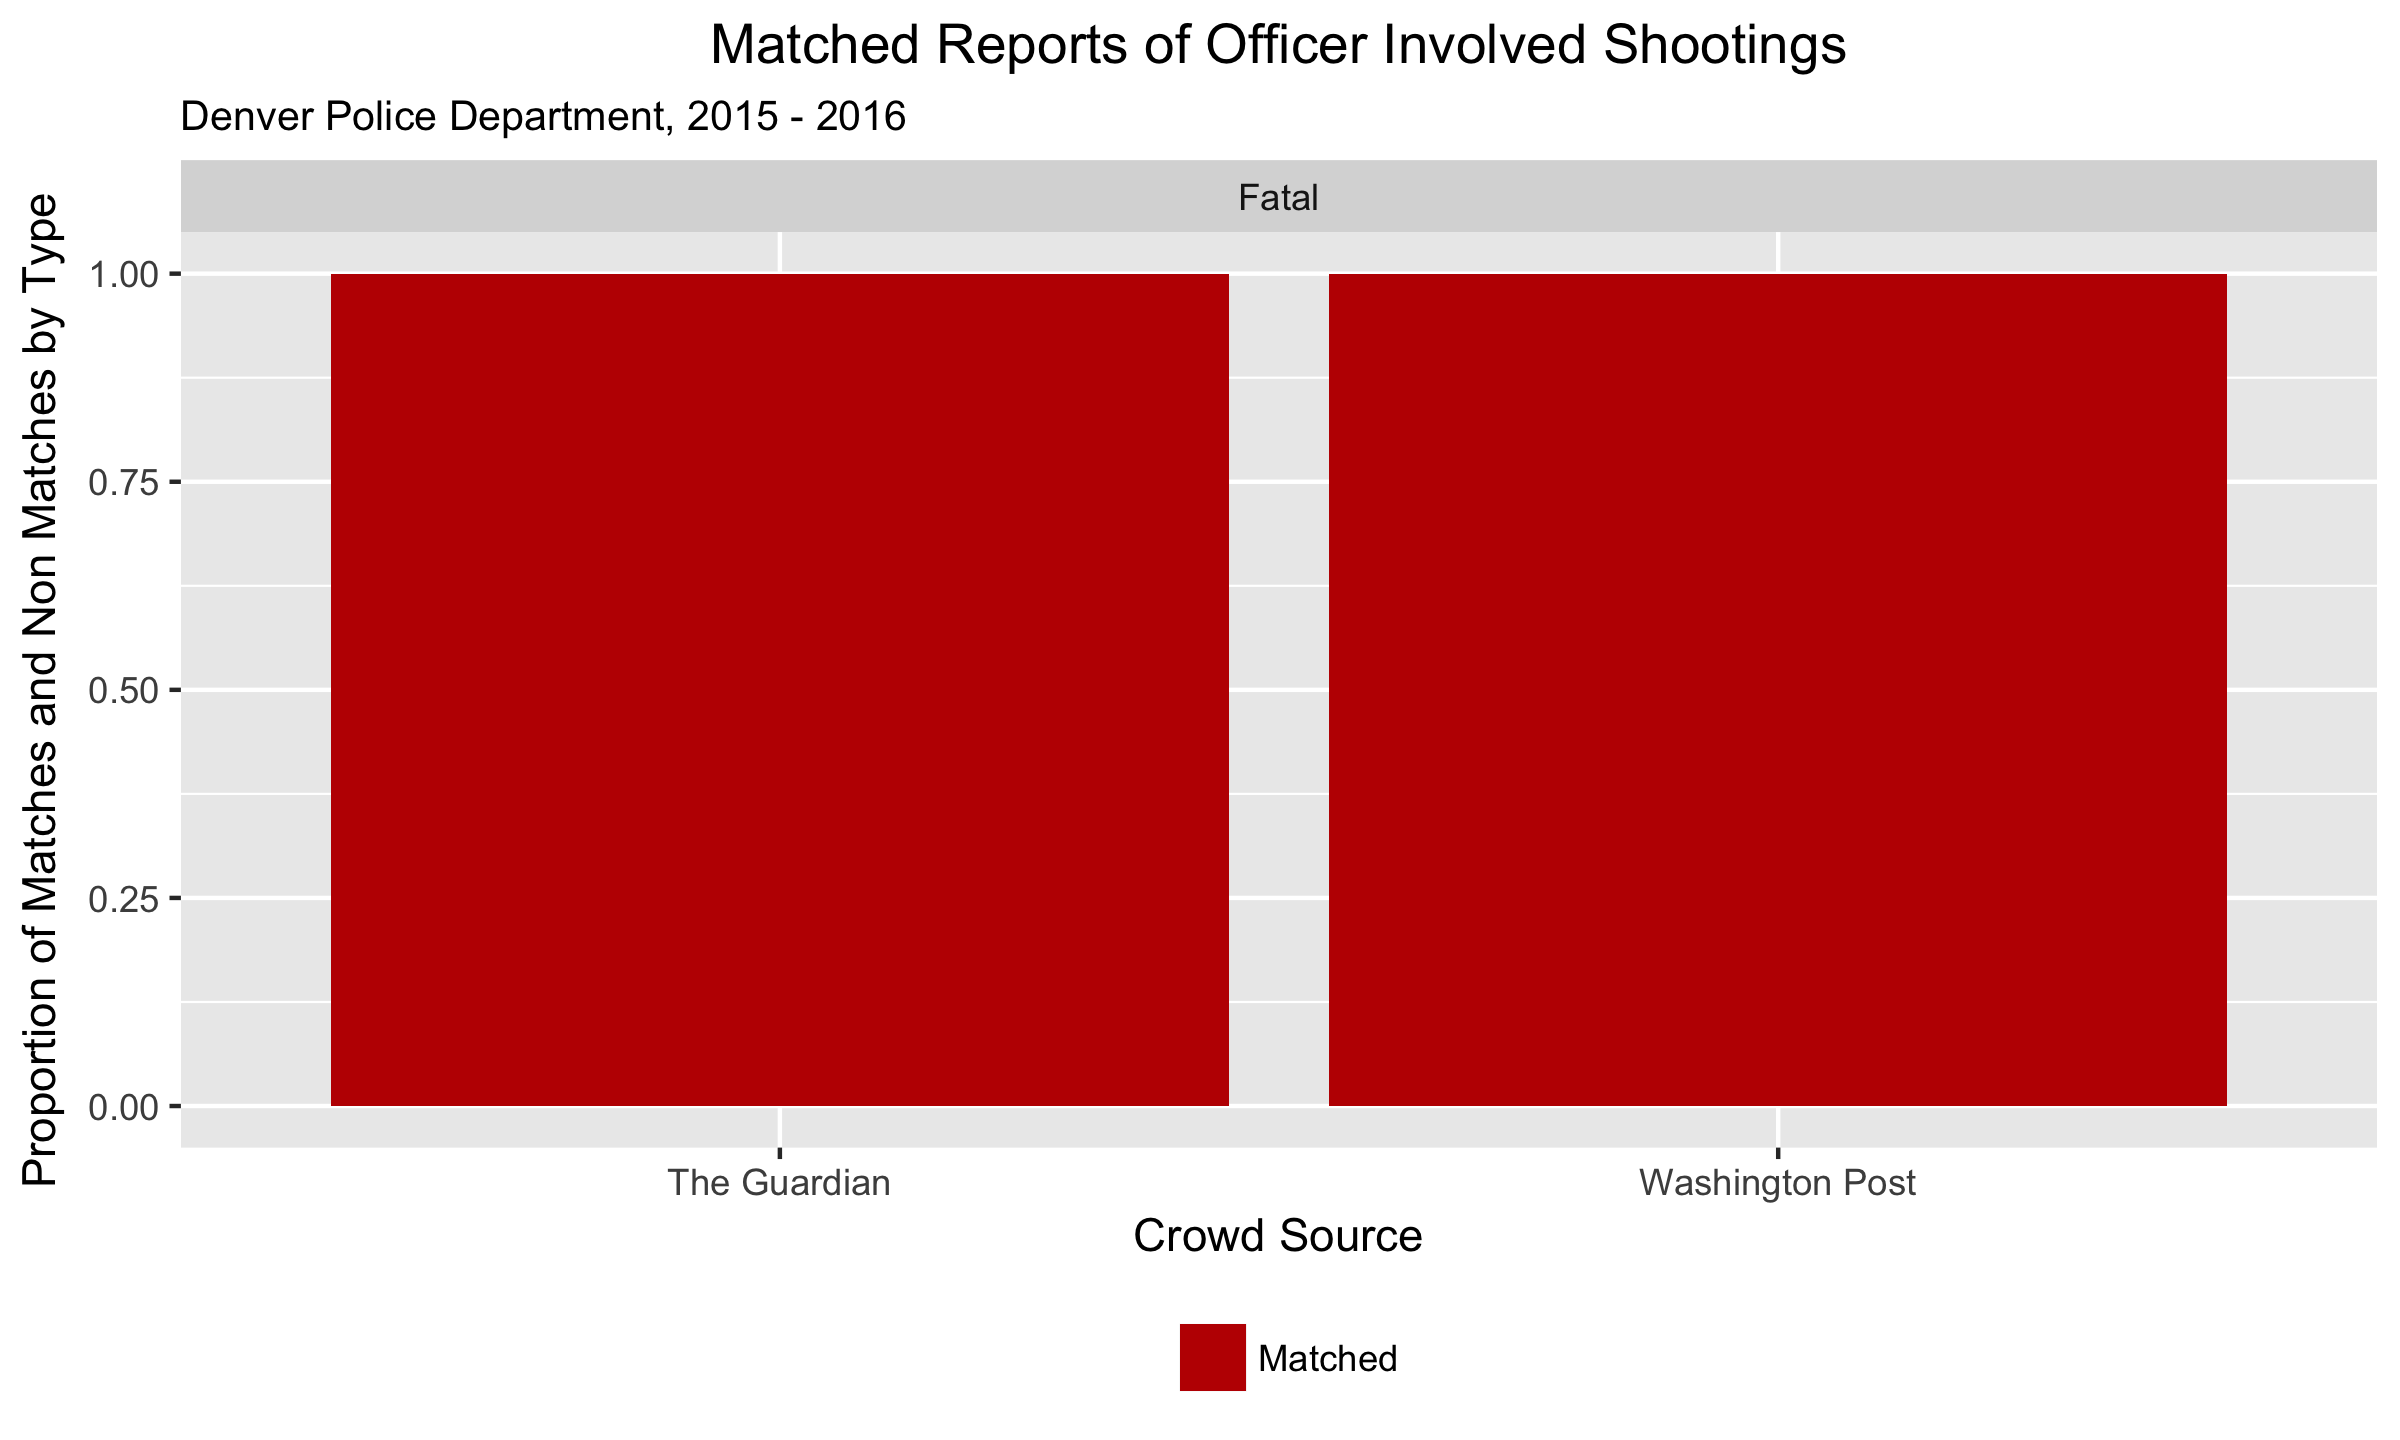 Matched Reports of Officer Involved Shootings
Denver Police Department, 2015 - 2016
Fatal
Proportion of Matches and Non Matches by Type
1.00
0.75
0.50
0.25
0.00
The Guardian
Washington Post
Crowd Source
Matched